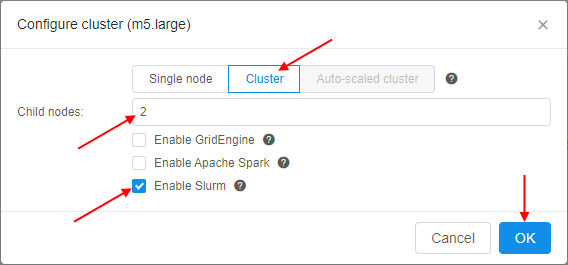 Configure cluster (m5.large)
Single node Cluster Auto-scaled cluster ?
Child nodes: 2
Enable GridEngine ?
Enable Apache Spark ?
Enable Slurm ?
Cancel OK